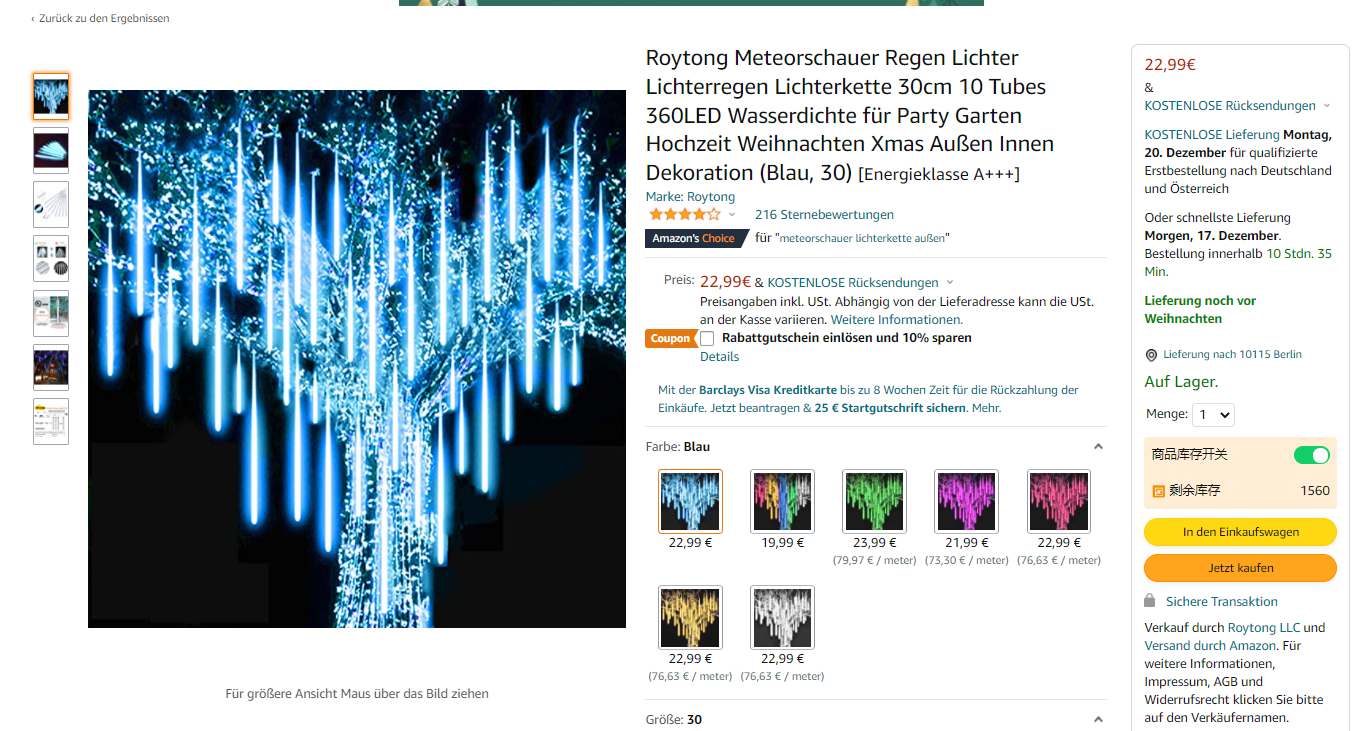 ‹ Zurück zu den Ergebnissen
Für größere Ansicht Maus über das Bild ziehen
Roytong Meteorschauer Regen Lichter
Lichterregen Lichterkette 30cm 10 Tubes
360LED Wasserdichte für Party Garten
Hochzeit Weihnachten Xmas Außen Innen
Dekoration (Blau, 30) [Energieklasse A+++]
Marke: Roytong
216 Sternebewertungen
Amazon's Choice für "meteorschauer lichterkette außen"
Preis: 22,99€ & KOSTENLOSE Rücksendungen
Preisangaben inkl. USt. Abhängig von der Lieferadresse kann die USt.
an der Kasse variieren. Weitere Informationen.
Coupon Rabattgutschein einlösen und 10% sparen
Details
Mit der Barclays Visa Kreditkarte bis zu 8 Wochen Zeit für die Rückzahlung der
Einkäufe. Jetzt beantragen & 25 € Startgutschrift sichern. Mehr.
Farbe: Blau
22,99 € 19,99 € 23,99 € 21,99 € 22,99 €
(79,97 € / meter) (73,30 € / meter) (76,63 € / meter)
22,99 € 22,99 €
(76,63 € / meter) (76,63 € / meter)
Größe: 30
22,99€
&
KOSTENLOSE Rücksendungen
KOSTENLOSE Lieferung Montag,
20. Dezember für qualifizierte
Erstbestellung nach Deutschland
und Österreich
Oder schnellste Lieferung
Morgen, 17. Dezember.
Bestellung innerhalb 10 Stdn. 35
Min.
Lieferung noch vor
Weihnachten
Lieferung nach 10115 Berlin
Auf Lager.
Menge: 1
商品库存开关
剩余库存 1560
In den Einkaufswagen
Jetzt kaufen
Sichere Transaktion
Verkauf durch Roytong LLC und
Versand durch Amazon. Für
weitere Informationen,
Impressum, AGB und
Widerrufsrecht klicken Sie bitte
auf den Verkäufernamen.